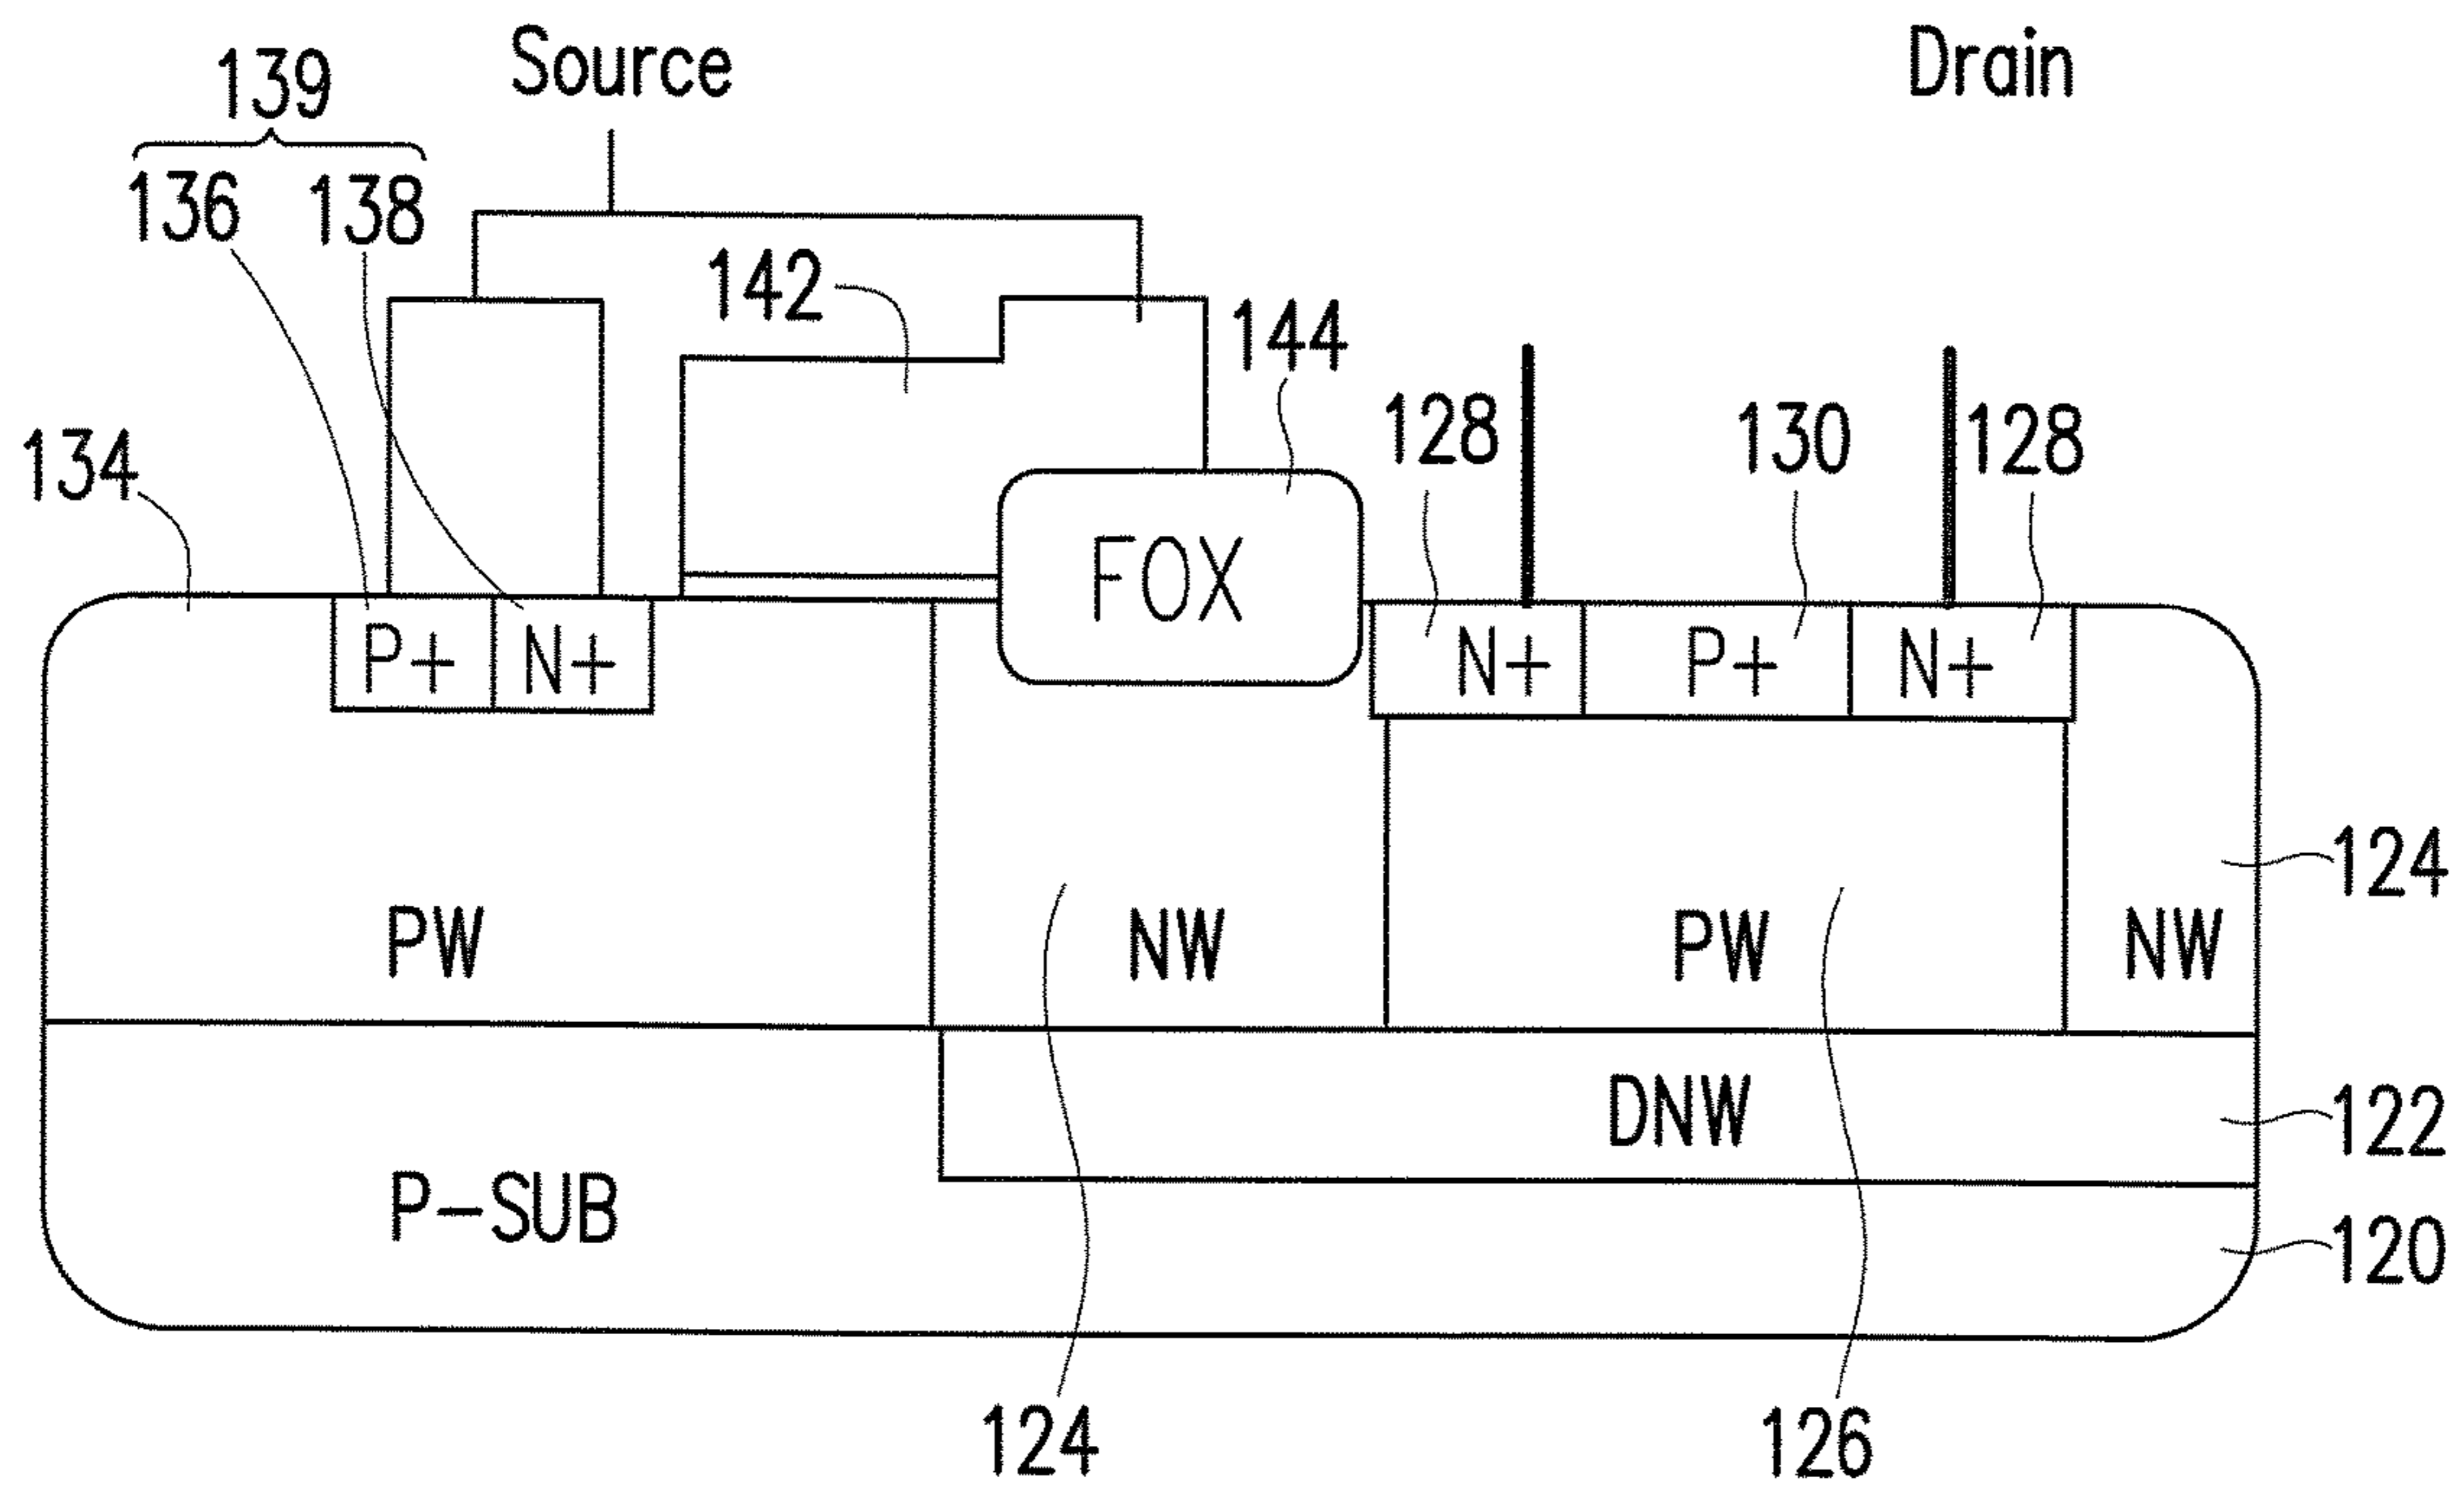 Source
Drain
139
136 138
142
144
128
130
128
134
FOX
P+ N+
N+ P+ N+
124
PW
NW
PW
NW
DNW
122
P-SUB
120
124
126